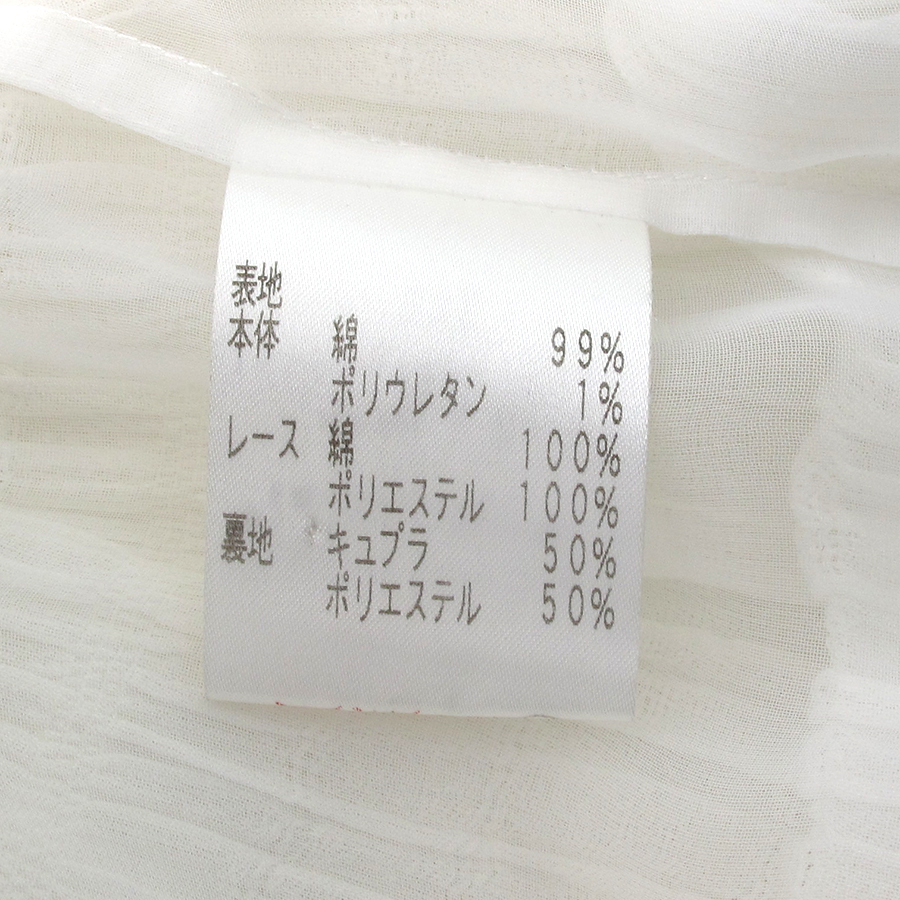 表地
本体 綿 99%
ポリウレタン 1%
レース 綿 100%
ポリエステル 100%
裏地 キュプラ 50%
ポリエステル 50%